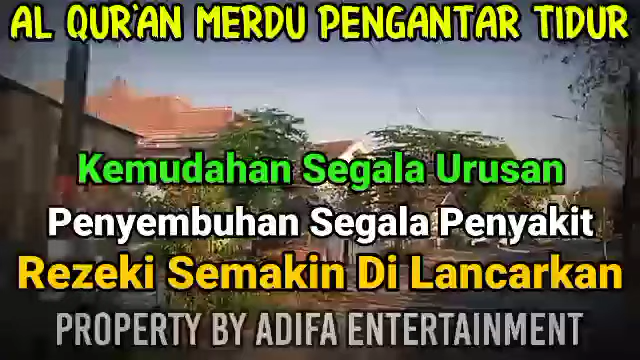 AL QUR'AN MERDU PENGANTAR TIDUR
Kemudahan Segala Urusan
Penyembuhan Segala Penyakit
Rezeki Semakin Di Lancarkan
PROPERTY BY ADIFA ENTERTAINMENT